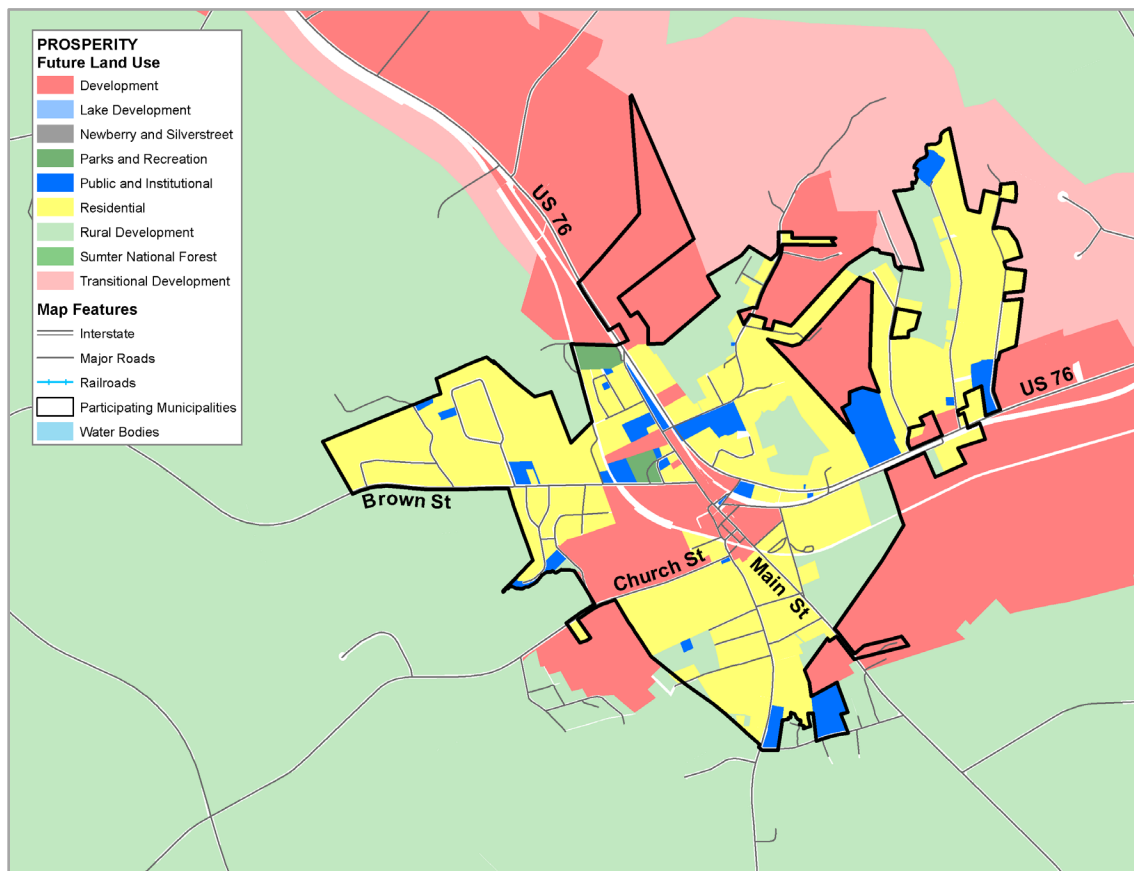 PROSPERITY
Future Land Use
Development
Lake Development
Newberry and Silverstreet
Parks and Recreation
Public and Institutional
Residential
Rural Development
Sumter National Forest
Transitional Development
Map Features
Interstate
Major Roads
Railroads
Participating Municipalities
Water Bodies
US 76
US 76
Brown St
Church St
Main St